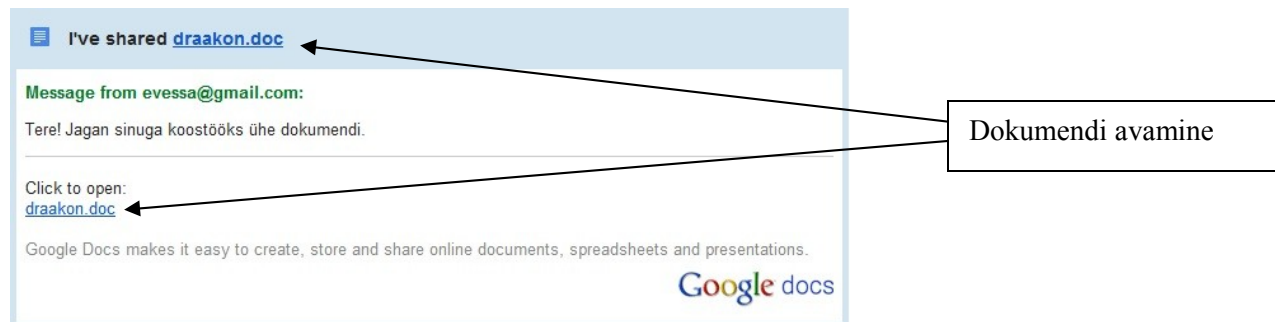 I've shared draakon.doc
Message from evessa@gmail.com:
Tere! Jagan sinuga koostööks ühe dokumendi.
Dokumendi avamine
Click to open:
draakon.doc
Google Docs makes it easy to create, store and share online documents, spreadsheets and presentations.
Google docs